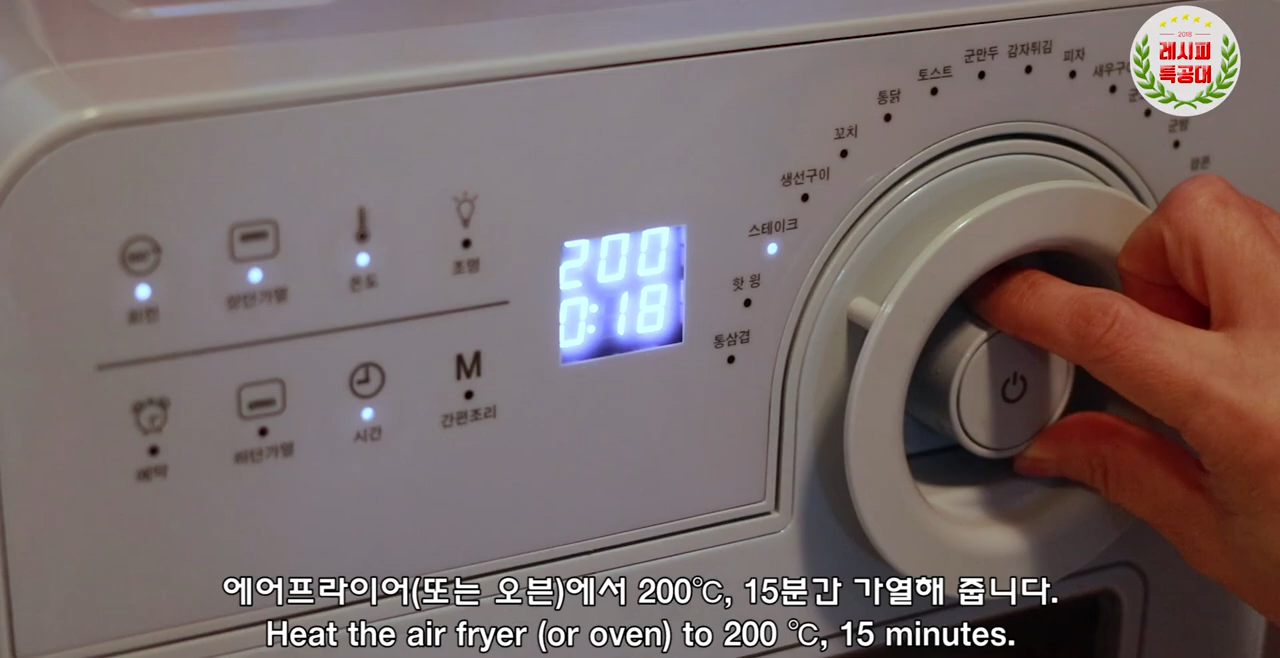 2018
레시피
특공대
군만두 감자튀김 피자
토스트
통닭
꼬치
생선구이
스테이크
핫 윙
통삼겹
회전 상단가열 온도 조명
200
0:18
예약 하단가열 시간 M 간편조리
에어프라이어(또는 오븐)에서 200℃, 15분간 가열해 줍니다.
Heat the air fryer (or oven) to 200 ℃, 15 minutes.